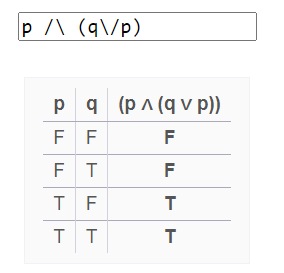 p /\ (q\/p)
p q (p ∧ (q ∨ p))
F F F
F T F
T F T
T T T